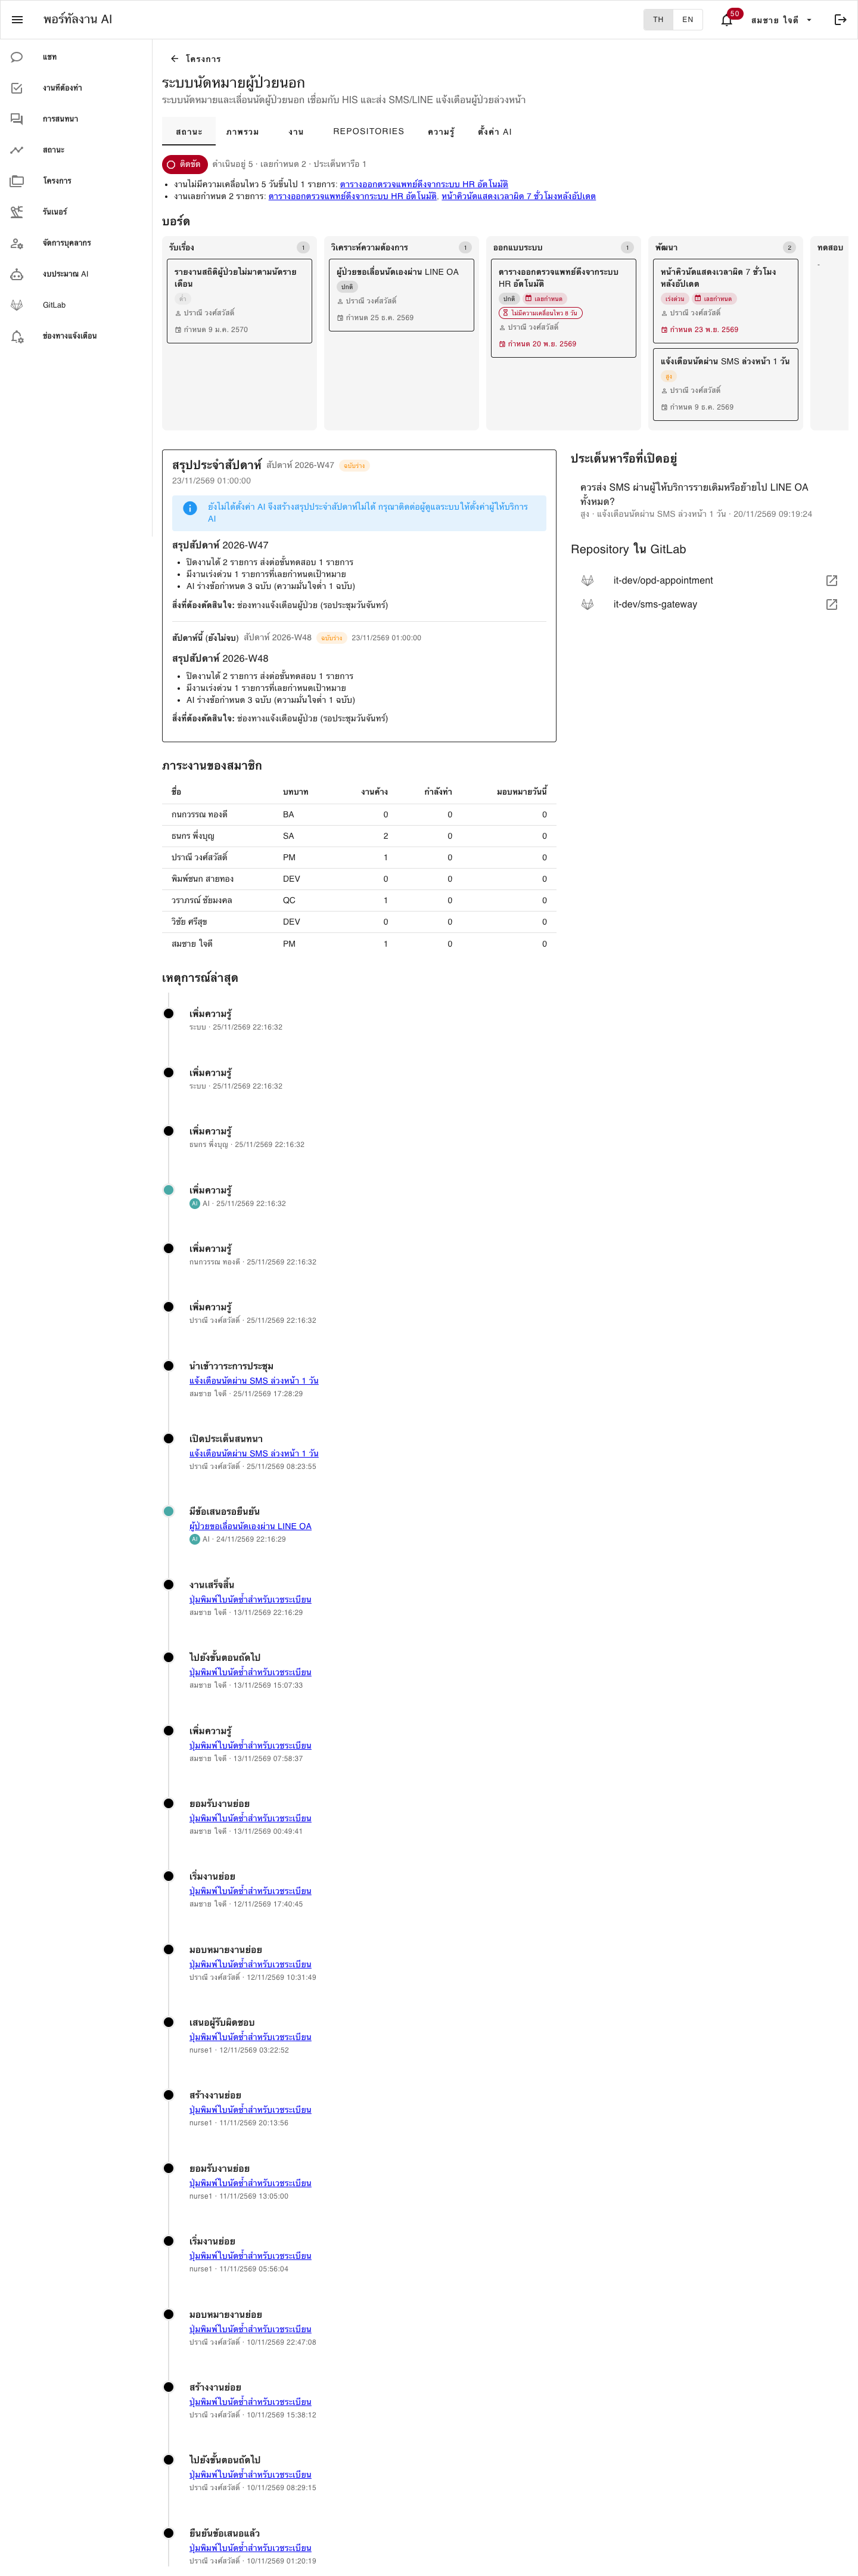 พอร์ทัลงาน AI
TH
EN
50
สมชาย ใจดี
แชท
งานที่ต้องทำ
การสนทนา
สถานะ
โครงการ
รันเนอร์
จัดการบุคลากร
งบประมาณ AI
GitLab
ช่องทางแจ้งเตือน
โครงการ
ระบบนัดหมายผู้ป่วยนอก
ระบบนัดหมายและเลื่อนนัดผู้ป่วยนอก เชื่อมกับ HIS และส่ง SMS/LINE แจ้งเตือนผู้ป่วยล่วงหน้า
สถานะ
ภาพรวม
งาน
REPOSITORIES
ความรู้
ตั้งค่า AI
ติดขัด
ดำเนินอยู่ 5 · เลยกำหนด 2 · ประเด็นหารือ 1
งานไม่มีความเคลื่อนไหว 5 วันขึ้นไป 1 รายการ: ตารางออกตรวจแพทย์ดึงจากระบบ HR อัตโนมัติ
งานเลยกำหนด 2 รายการ: ตารางออกตรวจแพทย์ดึงจากระบบ HR อัตโนมัติ, หน้าคิวนัดแสดงเวลาผิด 7 ชั่วโมงหลังอัปเดต
บอร์ด
รับเรื่อง
1
รายงานสถิติผู้ป่วยไม่มาตามนัดราย
เดือน
ต่ำ
ปราณี วงศ์สวัสดิ์
กำหนด 9 ม.ค. 2570
วิเคราะห์ความต้องการ
1
ผู้ป่วยขอเลื่อนนัดเองผ่าน LINE OA
ปกติ
ปราณี วงศ์สวัสดิ์
กำหนด 25 ธ.ค. 2569
ออกแบบระบบ
1
ตารางออกตรวจแพทย์ดึงจากระบบ
HR อัตโนมัติ
ปกติ
เลยกำหนด
ไม่มีความเคลื่อนไหว 8 วัน
ปราณี วงศ์สวัสดิ์
กำหนด 20 พ.ย. 2569
พัฒนา
2
หน้าคิวนัดแสดงเวลาผิด 7 ชั่วโมง
หลังอัปเดต
เร่งด่วน
เลยกำหนด
ปราณี วงศ์สวัสดิ์
กำหนด 23 พ.ย. 2569
แจ้งเตือนนัดผ่าน SMS ล่วงหน้า 1 วัน
สูง
ปราณี วงศ์สวัสดิ์
กำหนด 9 ธ.ค. 2569
ทดสอบ
-
สรุปประจำสัปดาห์
สัปดาห์ 2026-W47
ฉบับร่าง
23/11/2569 01:00:00
ยังไม่ได้ตั้งค่า AI จึงสร้างสรุปประจำสัปดาห์ไม่ได้ กรุณาติดต่อผู้ดูแลระบบให้ตั้งค่าผู้ให้บริการ
AI
สรุปสัปดาห์ 2026-W47
ปิดงานได้ 2 รายการ ส่งต่อขั้นทดสอบ 1 รายการ
มีงานเร่งด่วน 1 รายการที่เลยกำหนดเป้าหมาย
AI ร่างข้อกำหนด 3 ฉบับ (ความมั่นใจต่ำ 1 ฉบับ)
สิ่งที่ต้องตัดสินใจ: ช่องทางแจ้งเตือนผู้ป่วย (รอประชุมวันจันทร์)
สัปดาห์นี้ (ยังไม่จบ)
สัปดาห์ 2026-W48
ฉบับร่าง
23/11/2569 01:00:00
สรุปสัปดาห์ 2026-W48
ปิดงานได้ 2 รายการ ส่งต่อขั้นทดสอบ 1 รายการ
มีงานเร่งด่วน 1 รายการที่เลยกำหนดเป้าหมาย
AI ร่างข้อกำหนด 3 ฉบับ (ความมั่นใจต่ำ 1 ฉบับ)
สิ่งที่ต้องตัดสินใจ: ช่องทางแจ้งเตือนผู้ป่วย (รอประชุมวันจันทร์)
ประเด็นหารือที่เปิดอยู่
ควรส่ง SMS ผ่านผู้ให้บริการรายเดิมหรือย้ายไป LINE OA
ทั้งหมด?
สูง · แจ้งเตือนนัดผ่าน SMS ล่วงหน้า 1 วัน · 20/11/2569 09:19:24
Repository ใน GitLab
it-dev/opd-appointment
it-dev/sms-gateway
ภาระงานของสมาชิก
ชื่อ บทบาท งานค้าง กำลังทำ มอบหมายวันนี้
กนกวรรณ ทองดี BA 0 0 0
ธนกร พึ่งบุญ SA 2 0 0
ปราณี วงศ์สวัสดิ์ PM 1 0 0
พิมพ์ชนก สายทอง DEV 0 0 0
วราภรณ์ ชัยมงคล QC 1 0 0
วิชัย ศรีสุข DEV 0 0 0
สมชาย ใจดี PM 1 0 0
เหตุการณ์ล่าสุด
เพิ่มความรู้
ระบบ · 25/11/2569 22:16:32
เพิ่มความรู้
ระบบ · 25/11/2569 22:16:32
เพิ่มความรู้
ธนกร พึ่งบุญ · 25/11/2569 22:16:32
เพิ่มความรู้
AI AI · 25/11/2569 22:16:32
เพิ่มความรู้
กนกวรรณ ทองดี · 25/11/2569 22:16:32
เพิ่มความรู้
ปราณี วงศ์สวัสดิ์ · 25/11/2569 22:16:32
นำเข้าวาระการประชุม
แจ้งเตือนนัดผ่าน SMS ล่วงหน้า 1 วัน
สมชาย ใจดี · 25/11/2569 17:28:29
เปิดประเด็นสนทนา
แจ้งเตือนนัดผ่าน SMS ล่วงหน้า 1 วัน
ปราณี วงศ์สวัสดิ์ · 25/11/2569 08:23:55
มีข้อเสนอรอยืนยัน
ผู้ป่วยขอเลื่อนนัดเองผ่าน LINE OA
AI AI · 24/11/2569 22:16:29
งานเสร็จสิ้น
ปุ่มพิมพ์ใบนัดซ้ำสำหรับเวชระเบียน
สมชาย ใจดี · 13/11/2569 22:16:29
ไปยังขั้นตอนถัดไป
ปุ่มพิมพ์ใบนัดซ้ำสำหรับเวชระเบียน
สมชาย ใจดี · 13/11/2569 15:07:33
เพิ่มความรู้
ปุ่มพิมพ์ใบนัดซ้ำสำหรับเวชระเบียน
สมชาย ใจดี · 13/11/2569 07:58:37
ยอมรับงานย่อย
ปุ่มพิมพ์ใบนัดซ้ำสำหรับเวชระเบียน
สมชาย ใจดี · 13/11/2569 00:49:41
เริ่มงานย่อย
ปุ่มพิมพ์ใบนัดซ้ำสำหรับเวชระเบียน
สมชาย ใจดี · 12/11/2569 17:40:45
มอบหมายงานย่อย
ปุ่มพิมพ์ใบนัดซ้ำสำหรับเวชระเบียน
ปราณี วงศ์สวัสดิ์ · 12/11/2569 10:31:49
เสนอผู้รับผิดชอบ
ปุ่มพิมพ์ใบนัดซ้ำสำหรับเวชระเบียน
nurse1 · 12/11/2569 03:22:52
สร้างงานย่อย
ปุ่มพิมพ์ใบนัดซ้ำสำหรับเวชระเบียน
nurse1 · 11/11/2569 20:13:56
ยอมรับงานย่อย
ปุ่มพิมพ์ใบนัดซ้ำสำหรับเวชระเบียน
nurse1 · 11/11/2569 13:05:00
เริ่มงานย่อย
ปุ่มพิมพ์ใบนัดซ้ำสำหรับเวชระเบียน
nurse1 · 11/11/2569 05:56:04
มอบหมายงานย่อย
ปุ่มพิมพ์ใบนัดซ้ำสำหรับเวชระเบียน
ปราณี วงศ์สวัสดิ์ · 10/11/2569 22:47:08
สร้างงานย่อย
ปุ่มพิมพ์ใบนัดซ้ำสำหรับเวชระเบียน
ปราณี วงศ์สวัสดิ์ · 10/11/2569 15:38:12
ไปยังขั้นตอนถัดไป
ปุ่มพิมพ์ใบนัดซ้ำสำหรับเวชระเบียน
ปราณี วงศ์สวัสดิ์ · 10/11/2569 08:29:15
ยืนยันข้อเสนอแล้ว
ปุ่มพิมพ์ใบนัดซ้ำสำหรับเวชระเบียน
ปราณี วงศ์สวัสดิ์ · 10/11/2569 01:20:19